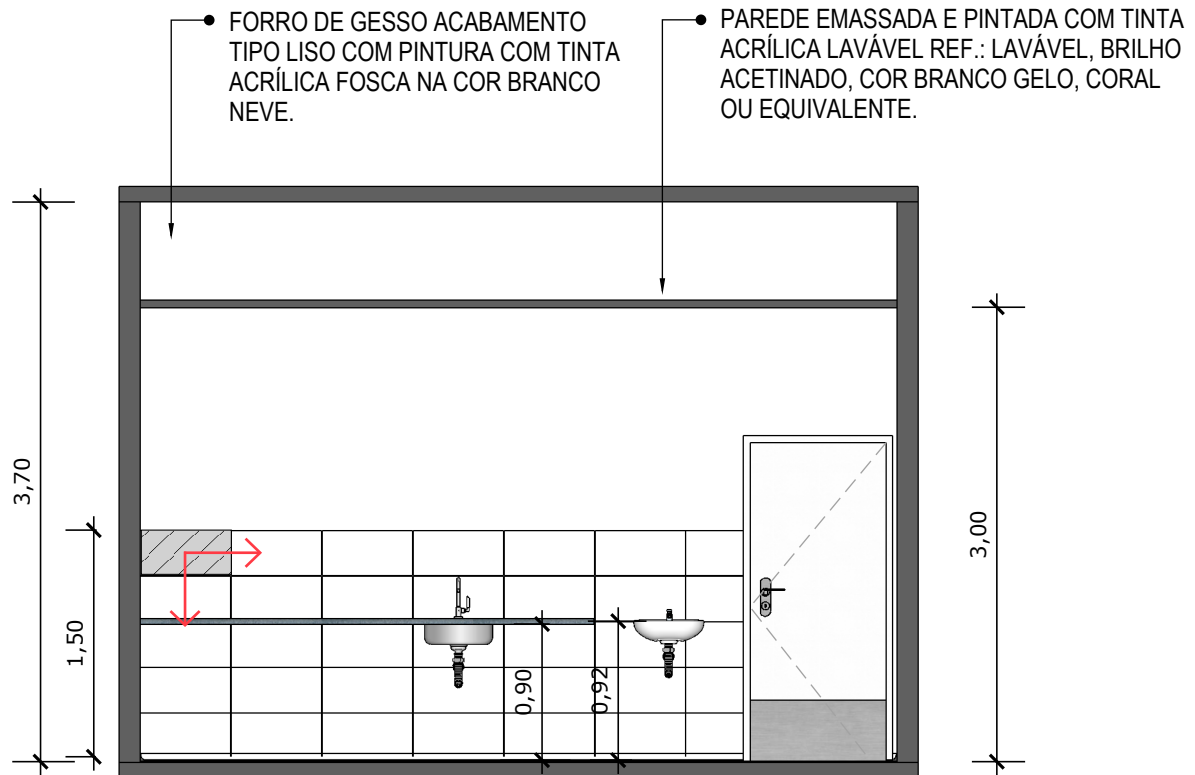 FORRO DE GESSO ACABAMENTO
TIPO LISO COM PINTURA COM TINTA
ACRÍLICA FOSCA NA COR BRANCO
NEVE.
PAREDE EMASSADA E PINTADA COM TINTA
ACRÍLICA LAVÁVEL REF.: LAVÁVEL, BRILHO
ACETINADO, COR BRANCO GELO, CORAL
OU EQUIVALENTE.
3,70
1,50
0,90
0,92
3,00